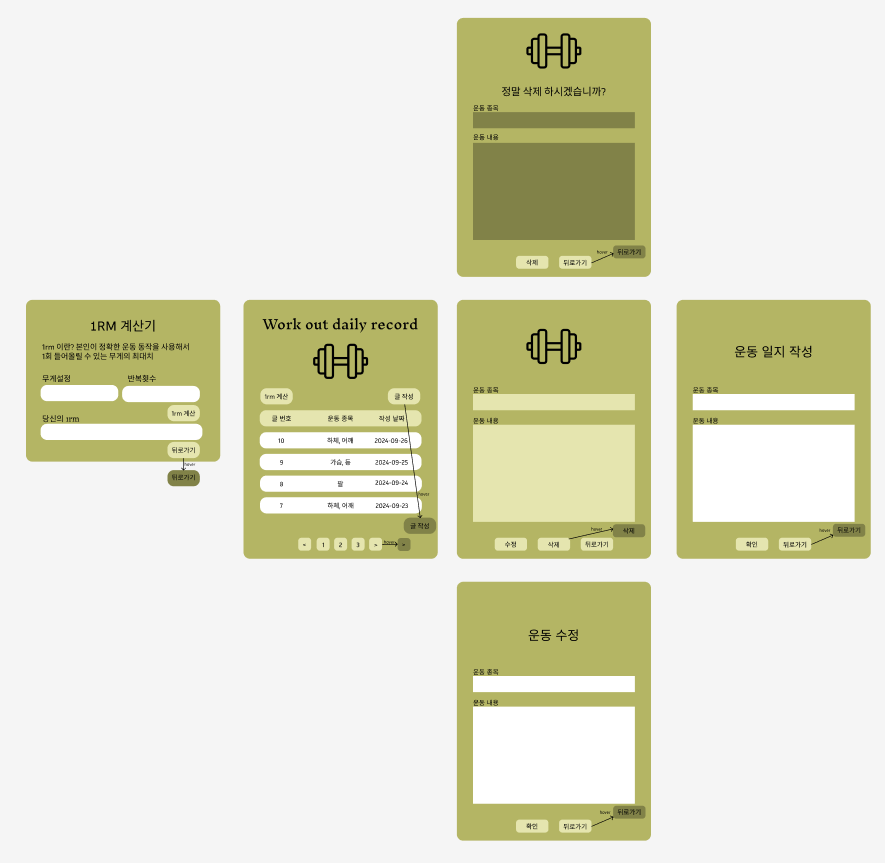 정말 삭제 하시겠습니까?
운동 종목
운동 내용
hover
뒤로가기
삭제
뒤로가기
1RM 계산기
1rm 이란? 본인이 정확한 운동 동작을 사용해서
1회 들어올릴 수 있는 무게의 최대치
무게설정
반복횟수
1rm 계산
당신의 1rm
뒤로가기
hover
뒤로가기
Work out daily record
1rm 계산
글 작성
글 번호
운동 종목
작성 날짜
10
하체, 어깨
2024-09-26
9
가슴, 등
2024-09-25
8
팔
2024-09-24
hover
7
하체, 어깨
2024-09-23
글 작성
<
1
2
3
>
hover
>
운동 종목
운동 내용
hover
삭제
수정
삭제
뒤로가기
운동 일지 작성
운동 종목
운동 내용
hover
뒤로가기
확인
뒤로가기
운동 수정
운동 종목
운동 내용
hover
뒤로가기
확인
뒤로가기